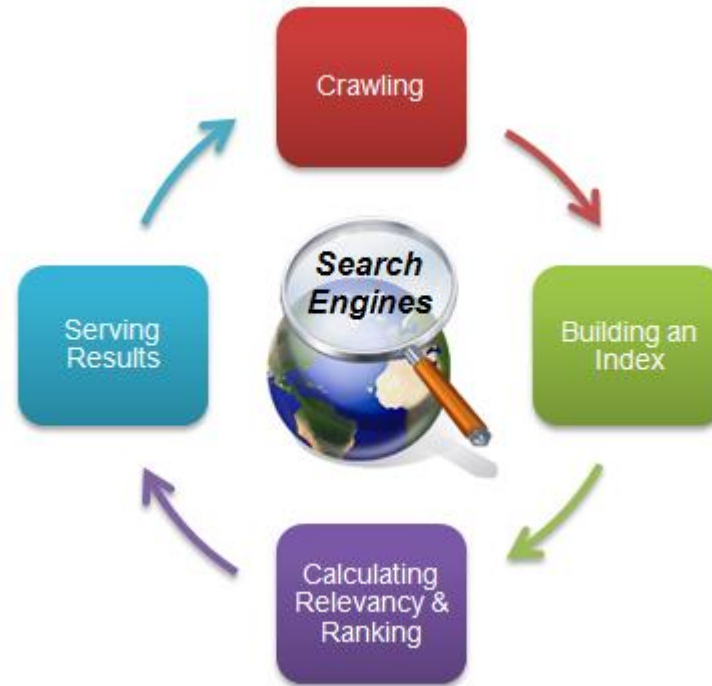 Crawling
Search
Engines
Serving
Results
Building an
Index
Calculating
Relevancy &
Ranking